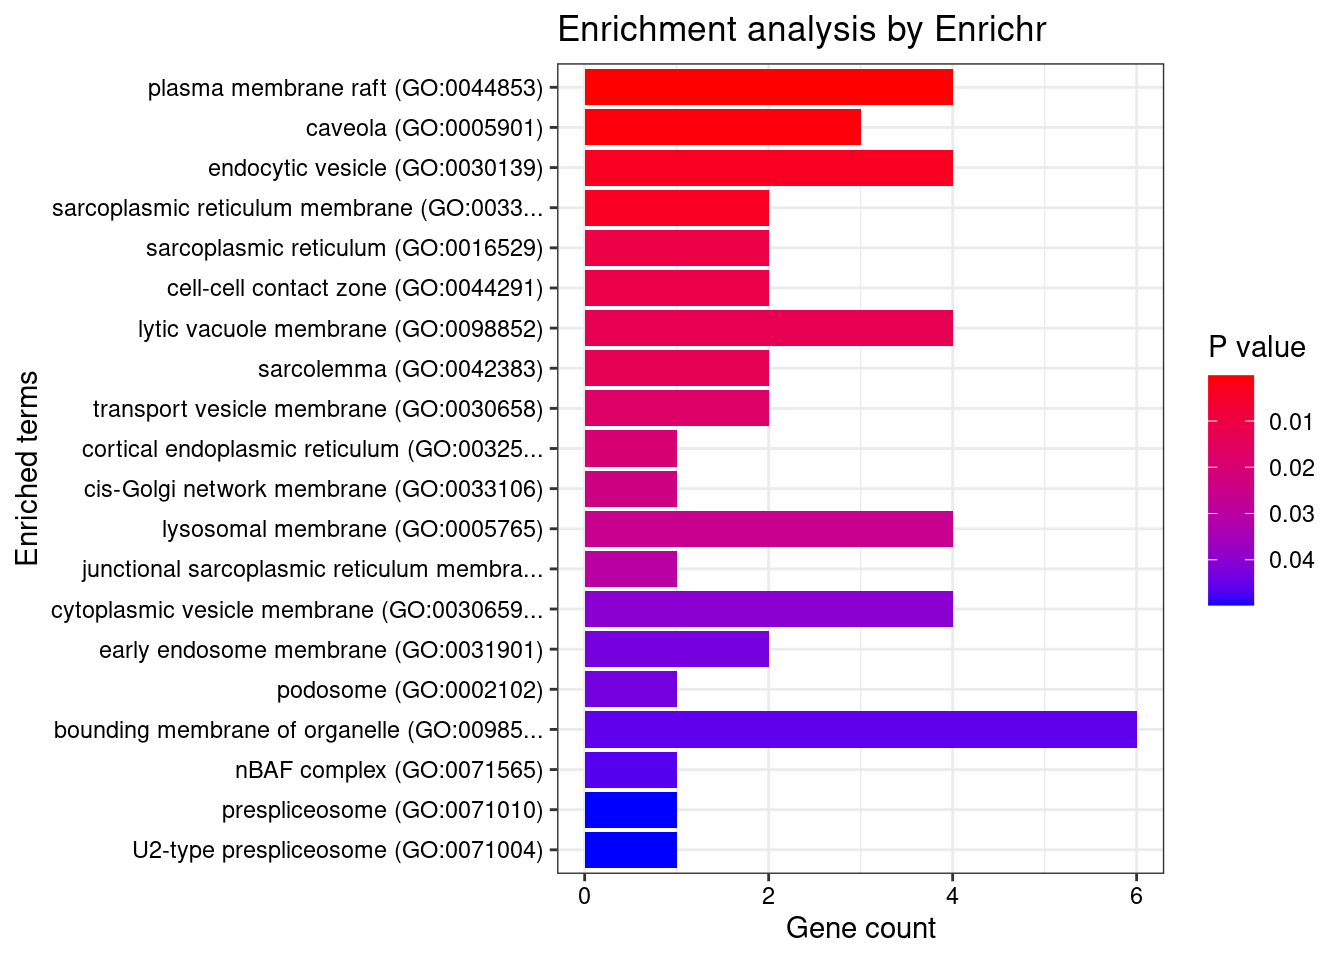 Enrichment analysis by Enrichr
plasma membrane raft (GO:0044853)
caveola (GO:0005901)
endocytic vesicle (GO:0030139)
sarcoplasmic reticulum membrane (GO:0033...
sarcoplasmic reticulum (GO:0016529)
cell-cell contact zone (GO:0044291)
lytic vacuole membrane (GO:0098852)
sarcolemma (GO:0042383)
transport vesicle membrane (GO:0030658)
cortical endoplasmic reticulum (GO:00325...
cis-Golgi network membrane (GO:0033106)
lysosomal membrane (GO:0005765)
junctional sarcoplasmic reticulum membra...
cytoplasmic vesicle membrane (GO:0030659...
early endosome membrane (GO:0031901)
podosome (GO:0002102)
bounding membrane of organelle (GO:00985...
nBAF complex (GO:0071565)
prespliceosome (GO:0071010)
U2-type prespliceosome (GO:0071004)
Enriched terms
0 2 4 6
Gene count
P value
0.01
0.02
0.03
0.04